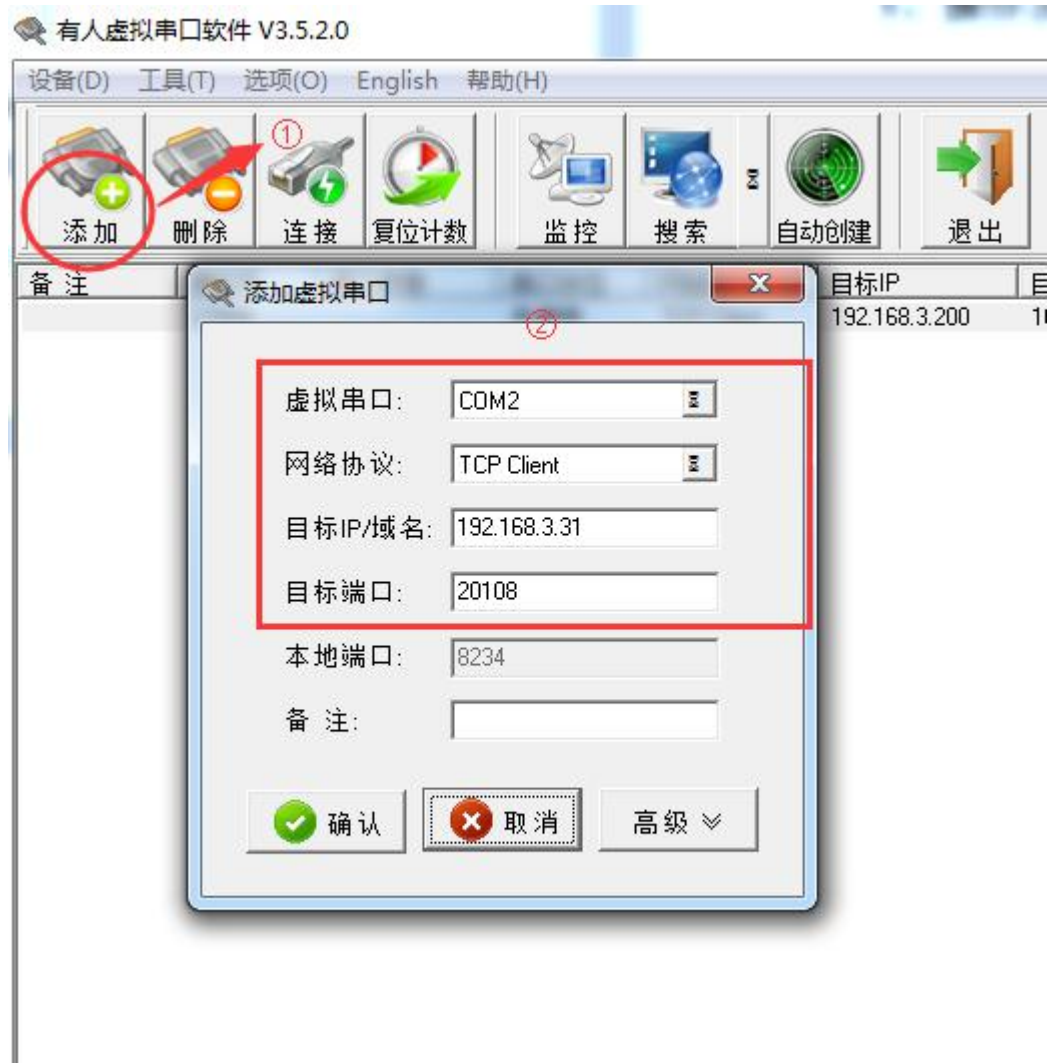 有人虚拟串口软件 V3.5.2.0
设备(D) 工具(T) 选项(O) English 帮助(H)
①
添加 删除 连接 复位计数 监控 搜索 自动创建 退出
备 注 目标IP
192.168.3.200
添加虚拟串口
②
虚拟串口: COM2
网络协议: TCP Client
目标IP/域名: 192.168.3.31
目标端口: 20108
本地端口: 8234
备 注:
确认 取消 高级